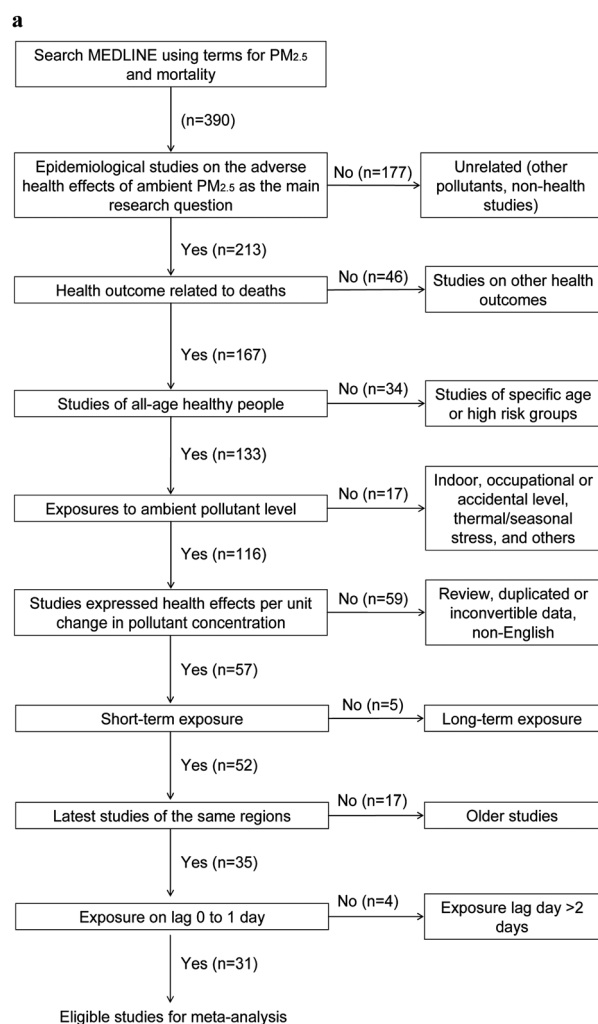 a
Search MEDLINE using terms for PM2.5
and mortality
(n=390)
Epidemiological studies on the adverse
health effects of ambient PM2.5 as the main
research question
No (n=177)
Unrelated (other
pollutants, non-health
studies)
Yes (n=213)
Health outcome related to deaths
No (n=46)
Studies on other health
outcomes
Yes (n=167)
Studies of all-age healthy people
No (n=34)
Studies of specific age
or high risk groups
Yes (n=133)
Exposures to ambient pollutant level
No (n=17)
Indoor, occupational or
accidental level,
thermal/seasonal
stress, and others
Yes (n=116)
Studies expressed health effects per unit
change in pollutant concentration
No (n=59)
Review, duplicated or
inconvertible data,
non-English
Yes (n=57)
Short-term exposure
No (n=5)
Long-term exposure
Yes (n=52)
Latest studies of the same regions
No (n=17)
Older studies
Yes (n=35)
Exposure on lag 0 to 1 day
No (n=4)
Exposure lag day >2
days
Yes (n=31)
Eligible studies for meta-analysis